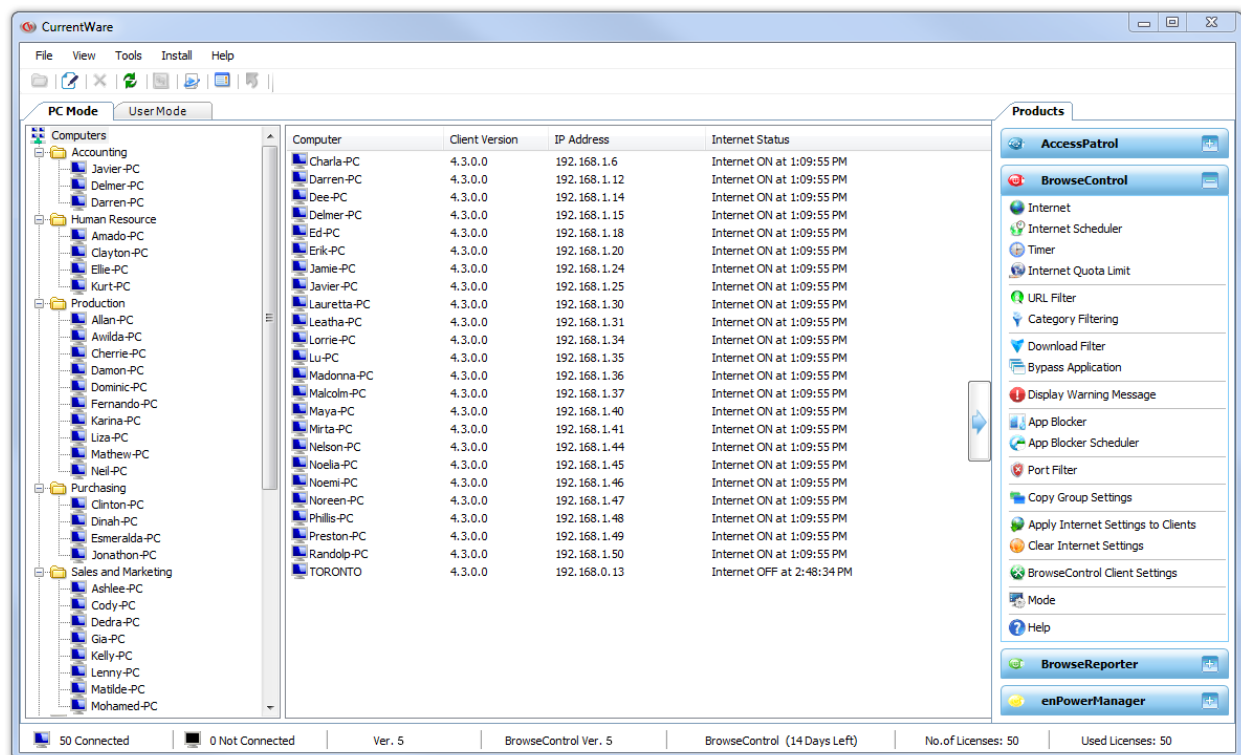 CurrentWare
File View Tools Install Help
PC Mode User Mode
Computers
Accounting
Javier-PC
Delmer-PC
Darren-PC
Human Resource
Amado-PC
Clayton-PC
Ellie-PC
Kurt-PC
Production
Allan-PC
Awilda-PC
Cherrie-PC
Damon-PC
Dominic-PC
Fernando-PC
Karina-PC
Liza-PC
Mathew-PC
Neil-PC
Purchasing
Clinton-PC
Dinah-PC
Esmeralda-PC
Jonathon-PC
Sales and Marketing
Ashlee-PC
Cody-PC
Dedra-PC
Gia-PC
Kelly-PC
Lenny-PC
Matilde-PC
Mohamed-PC
Computer Client Version IP Address Internet Status
Charla-PC 4.3.0.0 192.168.1.6 Internet ON at 1:09:55 PM
Darren-PC 4.3.0.0 192.168.1.12 Internet ON at 1:09:55 PM
Dee-PC 4.3.0.0 192.168.1.14 Internet ON at 1:09:55 PM
Delmer-PC 4.3.0.0 192.168.1.15 Internet ON at 1:09:55 PM
Ed-PC 4.3.0.0 192.168.1.18 Internet ON at 1:09:55 PM
Erik-PC 4.3.0.0 192.168.1.20 Internet ON at 1:09:55 PM
Jamie-PC 4.3.0.0 192.168.1.24 Internet ON at 1:09:55 PM
Javier-PC 4.3.0.0 192.168.1.25 Internet ON at 1:09:55 PM
Lauretta-PC 4.3.0.0 192.168.1.30 Internet ON at 1:09:55 PM
Leatha-PC 4.3.0.0 192.168.1.31 Internet ON at 1:09:55 PM
Lorrie-PC 4.3.0.0 192.168.1.34 Internet ON at 1:09:55 PM
Lu-PC 4.3.0.0 192.168.1.35 Internet ON at 1:09:55 PM
Madonna-PC 4.3.0.0 192.168.1.36 Internet ON at 1:09:55 PM
Malcolm-PC 4.3.0.0 192.168.1.37 Internet ON at 1:09:55 PM
Maya-PC 4.3.0.0 192.168.1.40 Internet ON at 1:09:55 PM
Mirta-PC 4.3.0.0 192.168.1.41 Internet ON at 1:09:55 PM
Nelson-PC 4.3.0.0 192.168.1.44 Internet ON at 1:09:55 PM
Noelia-PC 4.3.0.0 192.168.1.45 Internet ON at 1:09:55 PM
Noemi-PC 4.3.0.0 192.168.1.46 Internet ON at 1:09:55 PM
Noreen-PC 4.3.0.0 192.168.1.47 Internet ON at 1:09:55 PM
Phillis-PC 4.3.0.0 192.168.1.48 Internet ON at 1:09:55 PM
Preston-PC 4.3.0.0 192.168.1.49 Internet ON at 1:09:55 PM
Randolp-PC 4.3.0.0 192.168.1.50 Internet ON at 1:09:55 PM
TORONTO 4.3.0.0 192.168.0.13 Internet OFF at 2:48:34 PM
Products
AccessPatrol
BrowseControl
Internet
Internet Scheduler
Timer
Internet Quota Limit
URL Filter
Category Filtering
Download Filter
Bypass Application
Display Warning Message
App Blocker
App Blocker Scheduler
Port Filter
Copy Group Settings
Apply Internet Settings to Clients
Clear Internet Settings
BrowseControl Client Settings
Mode
Help
BrowseReporter
enPowerManager
50 Connected 0 Not Connected Ver. 5 BrowseControl Ver. 5 BrowseControl (14 Days Left) No.of Licenses: 50 Used Licenses: 50